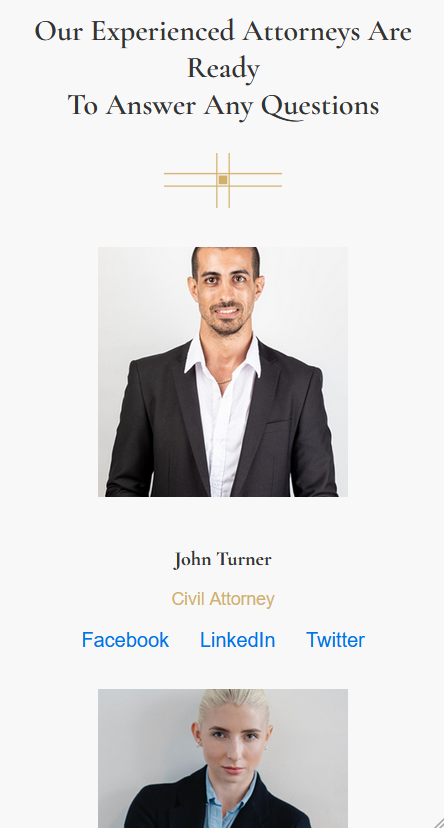 Our Experienced Attorneys Are
Ready
To Answer Any Questions
John Turner
Civil Attorney
Facebook LinkedIn Twitter